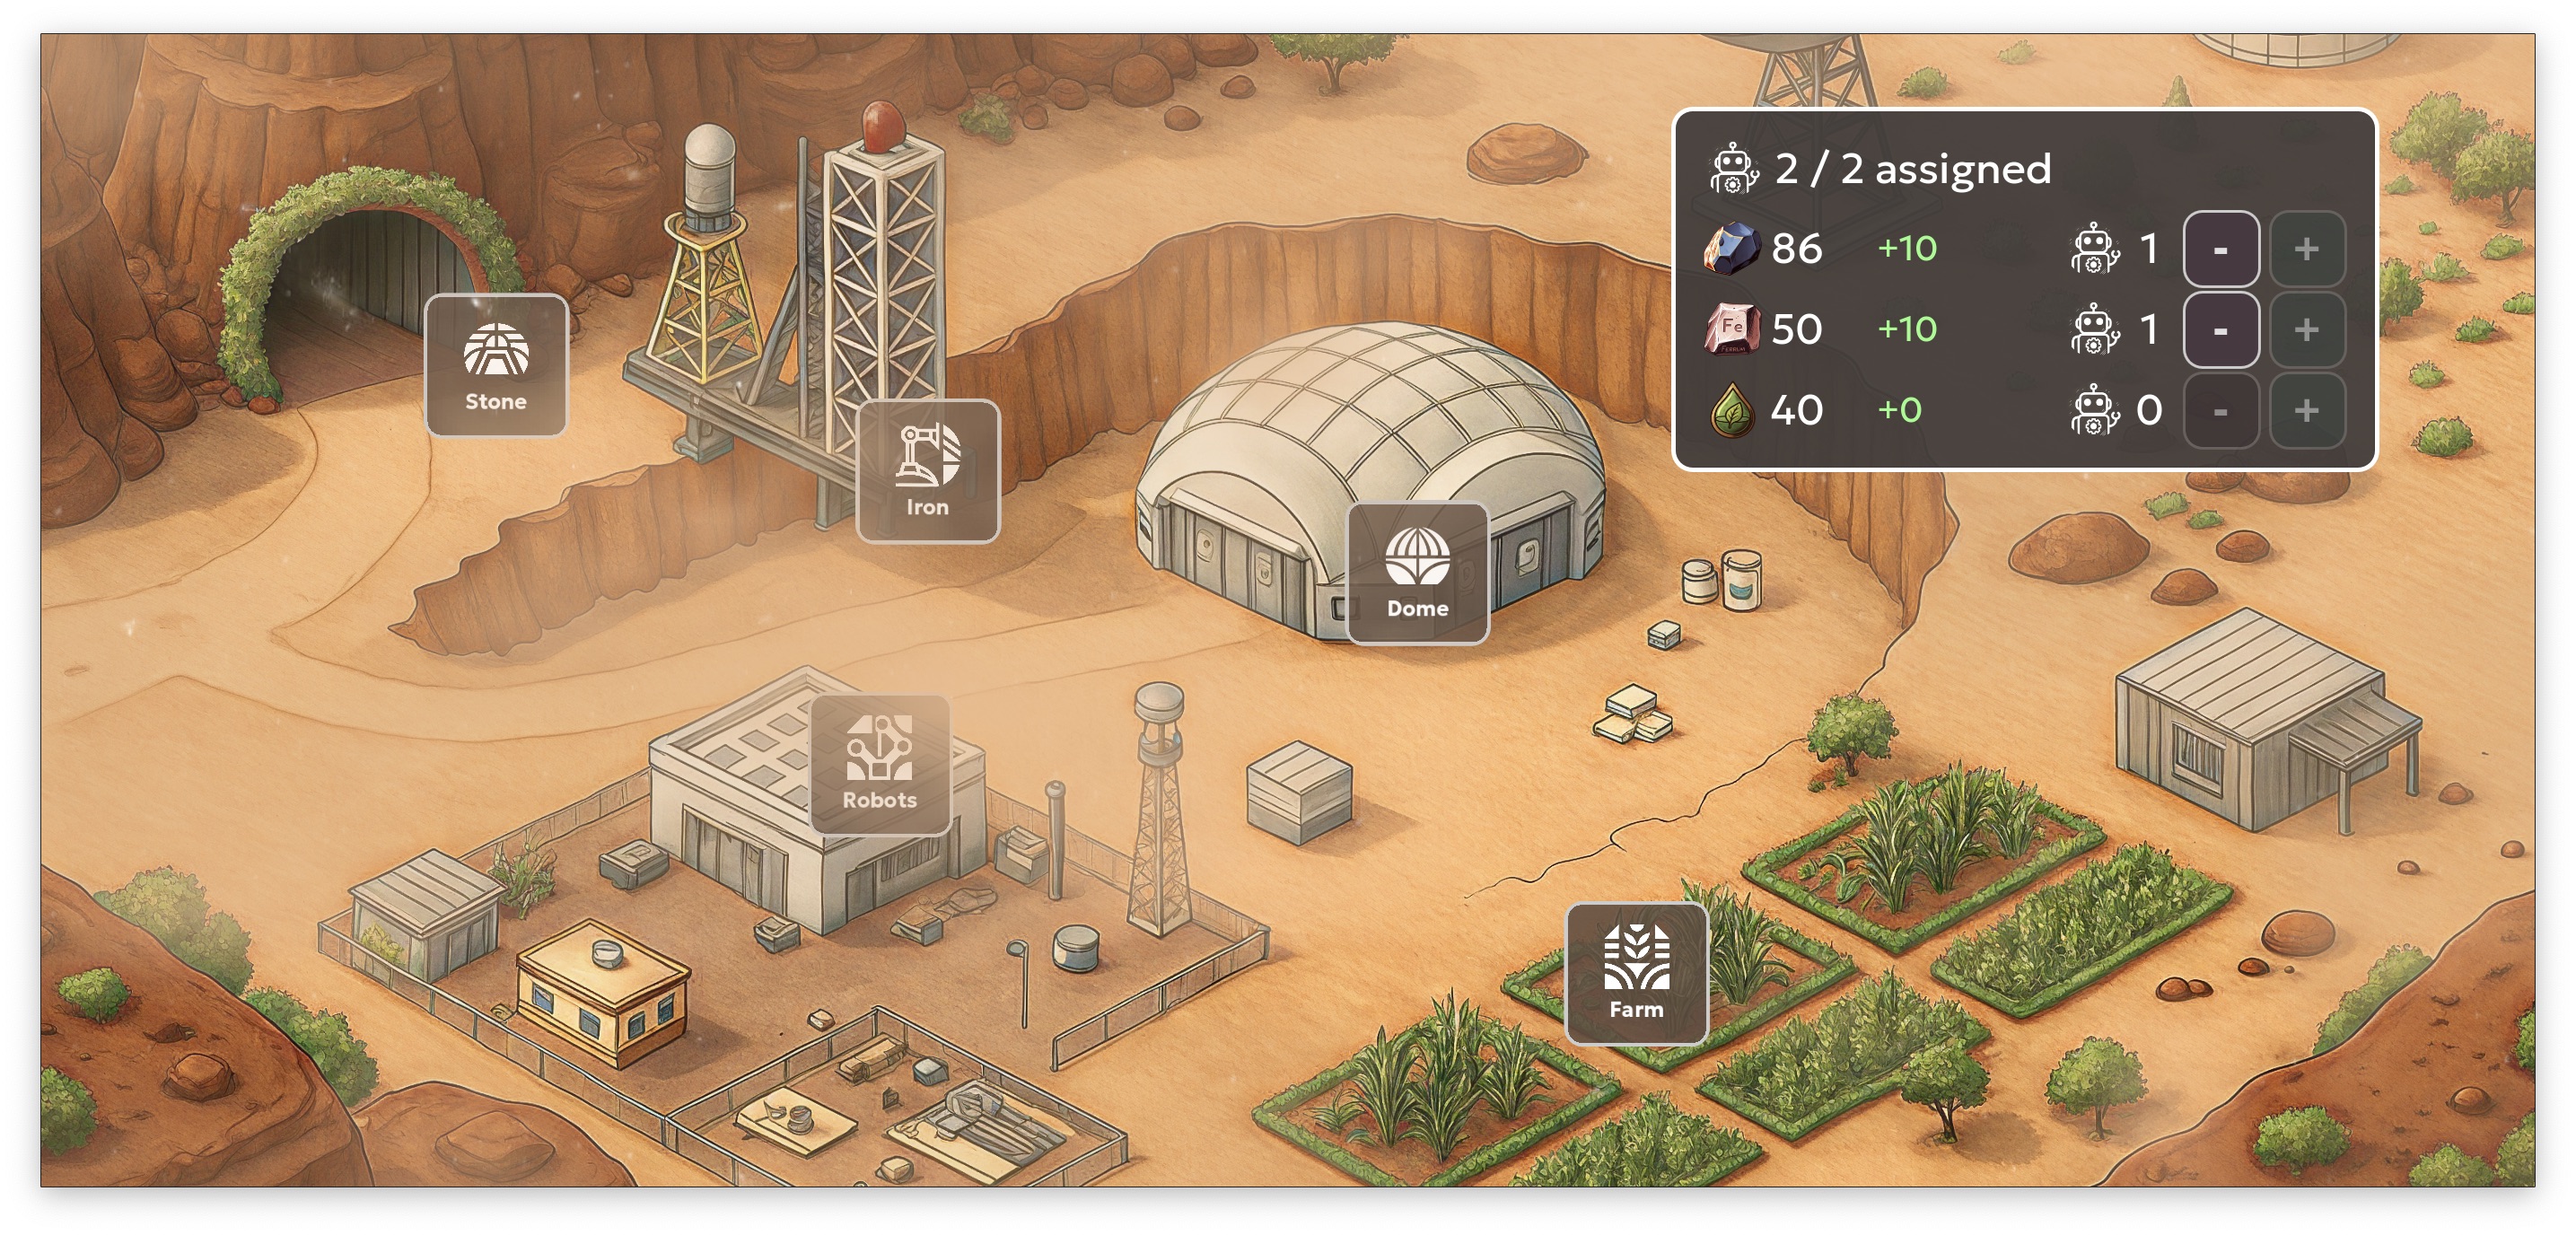 2 / 2 assigned
86 +10 1 - +
Fe 50 +10 1 - +
40 +0 0 - +
Stone
Iron
Dome
Robots
Farm